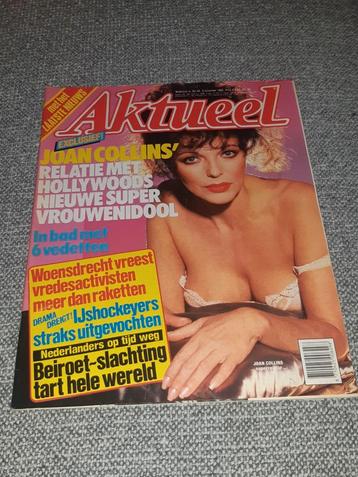 met het
LAATSTE NIEUWS
Aktueel
EXCLUSIEF
JOAN COLLINS'
RELATIE MET
HOLLYWOODS
NIEUWE SUPER
VROUWENIDOOL
In bad met
6 vedetten
Woensdrecht vreest
vredesactivisten
meer dan raketten
DRAMA
DREIGT!
IJshockeyers
straks uitgevochten
Nederlanders op tijd weg
Beiroet-slachting
tart hele wereld
JOAN COLLINS